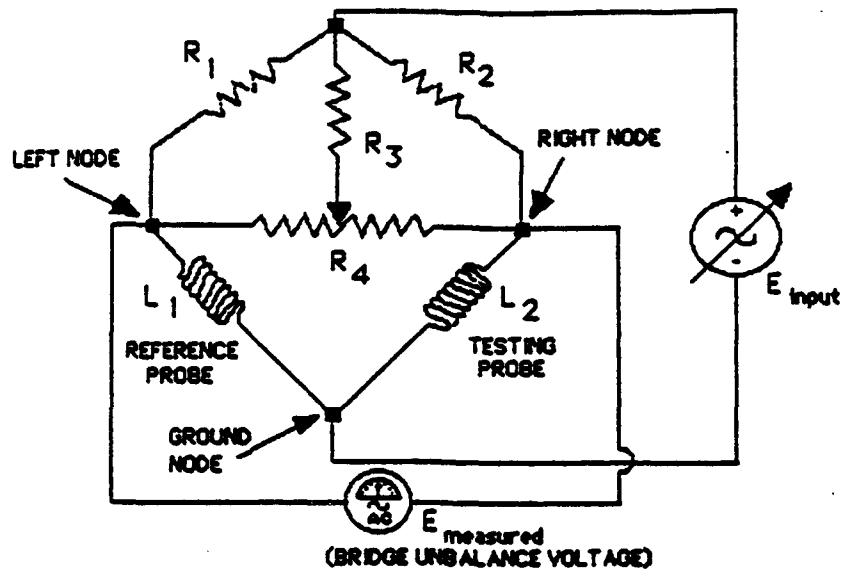 R1
R2
R3
LEFT NODE
RIGHT NODE
R4
+
-
E input
L1
L2
REFERENCE
PROBE
TESTING
PROBE
GROUND
NODE
AC
E measured
(BRIDGE UNBALANCE VOLTAGE)